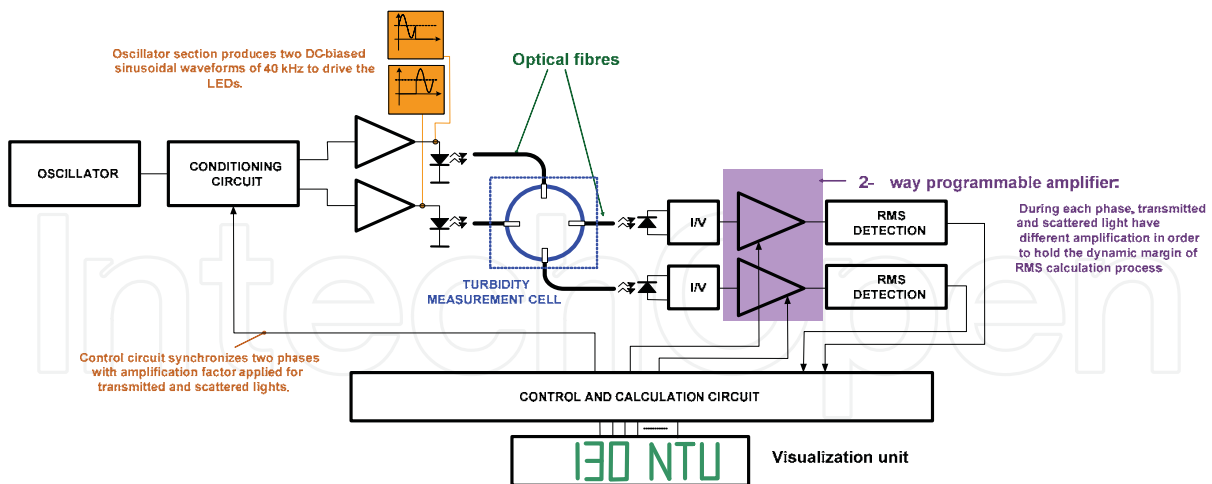 Oscillator section produces two DC-biased
sinusoidal waveforms of 40 kHz to drive the
LEDs.
Optical fibres
OSCILLATOR
CONDITIONING
CIRCUIT
I/V
RMS
DETECTION
2- way programmable amplifier:
During each phase, transmitted
and scattered light have
different amplification in order
to hold the dynamic margin of
RMS calculation process
I/V
RMS
DETECTION
TURBIDITY
MEASUREMENT CELL
Control circuit synchronizes two phases
with amplification factor applied for
transmitted and scattered lights.
CONTROL AND CALCULATION CIRCUIT
130 NTU
Visualization unit
IntechOpen